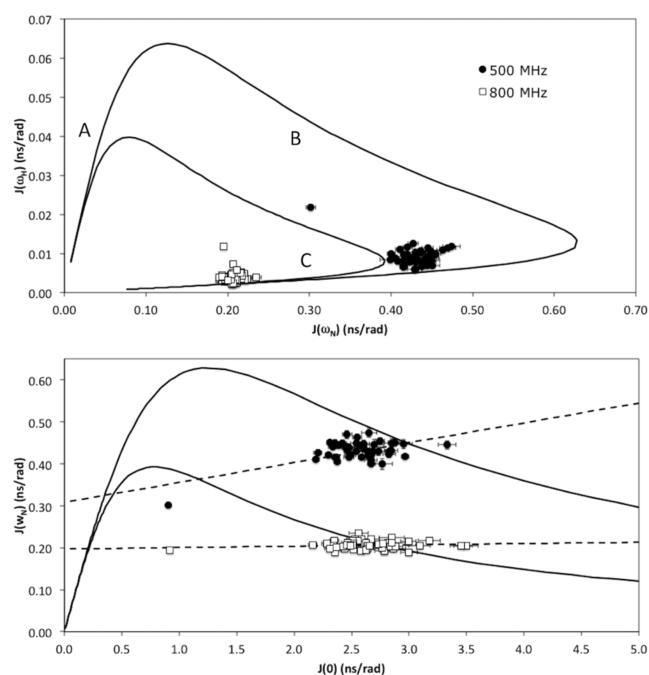 0.07
0.06
0.05
0.04
0.03
0.02
0.01
0.00
(ns/rad)
A
B
C
500 MHz
800 MHz
0.00 0.10 0.20 0.30 0.40 0.50 0.60 0.70
J(ω_N) (ns/rad)
0.60
0.50
0.40
0.30
0.20
0.10
0.00
J(w_N) (ns/rad)
0.0 0.5 1.0 1.5 2.0 2.5 3.0 3.5 4.0 4.5 5.0
J(0) (ns/rad)